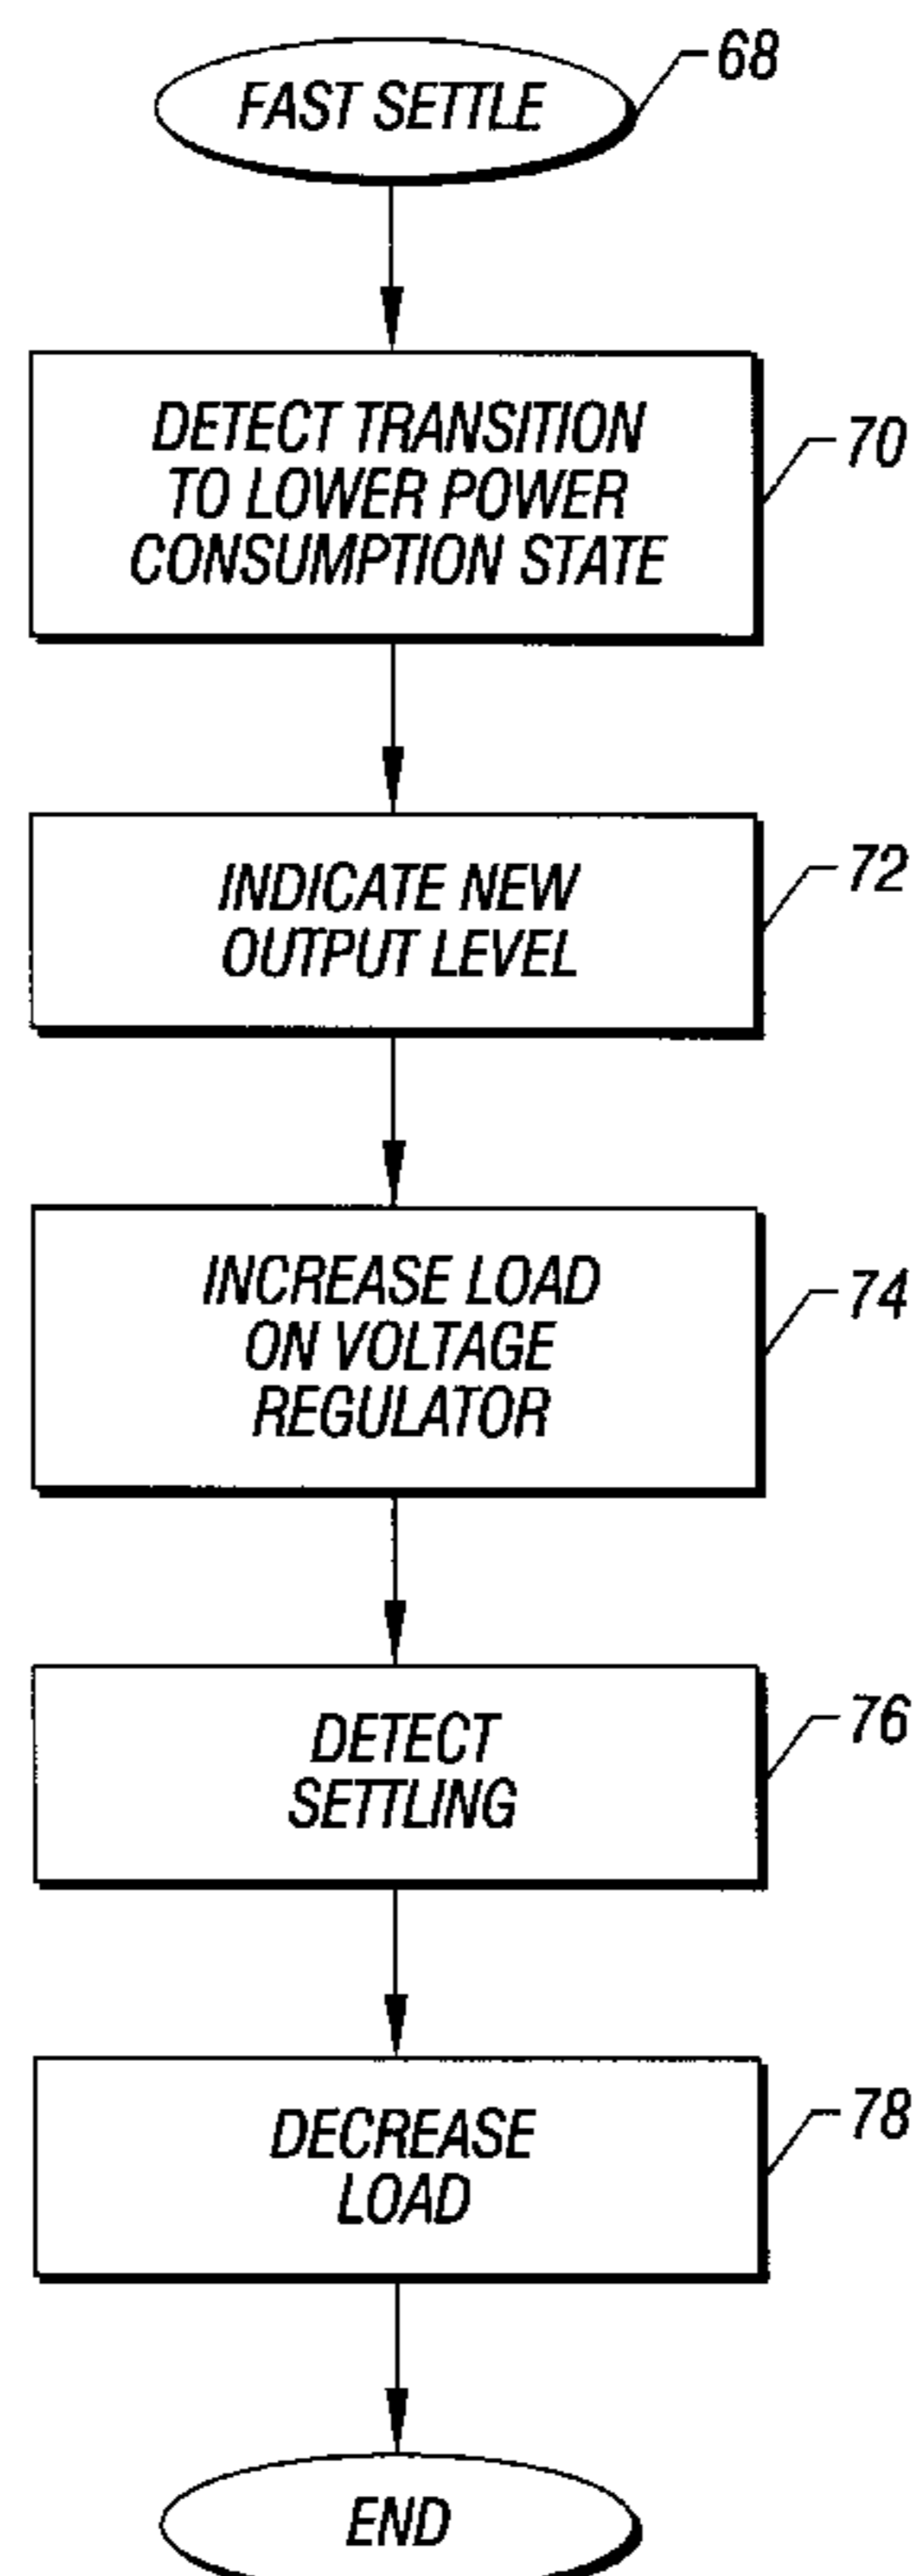 FAST SETTLE
68
DETECT TRANSITION
TO LOWER POWER
CONSUMPTION STATE
70
INDICATE NEW
OUTPUT LEVEL
72
INCREASE LOAD
ON VOLTAGE
REGULATOR
74
DETECT
SETTLING
76
DECREASE
LOAD
78
END